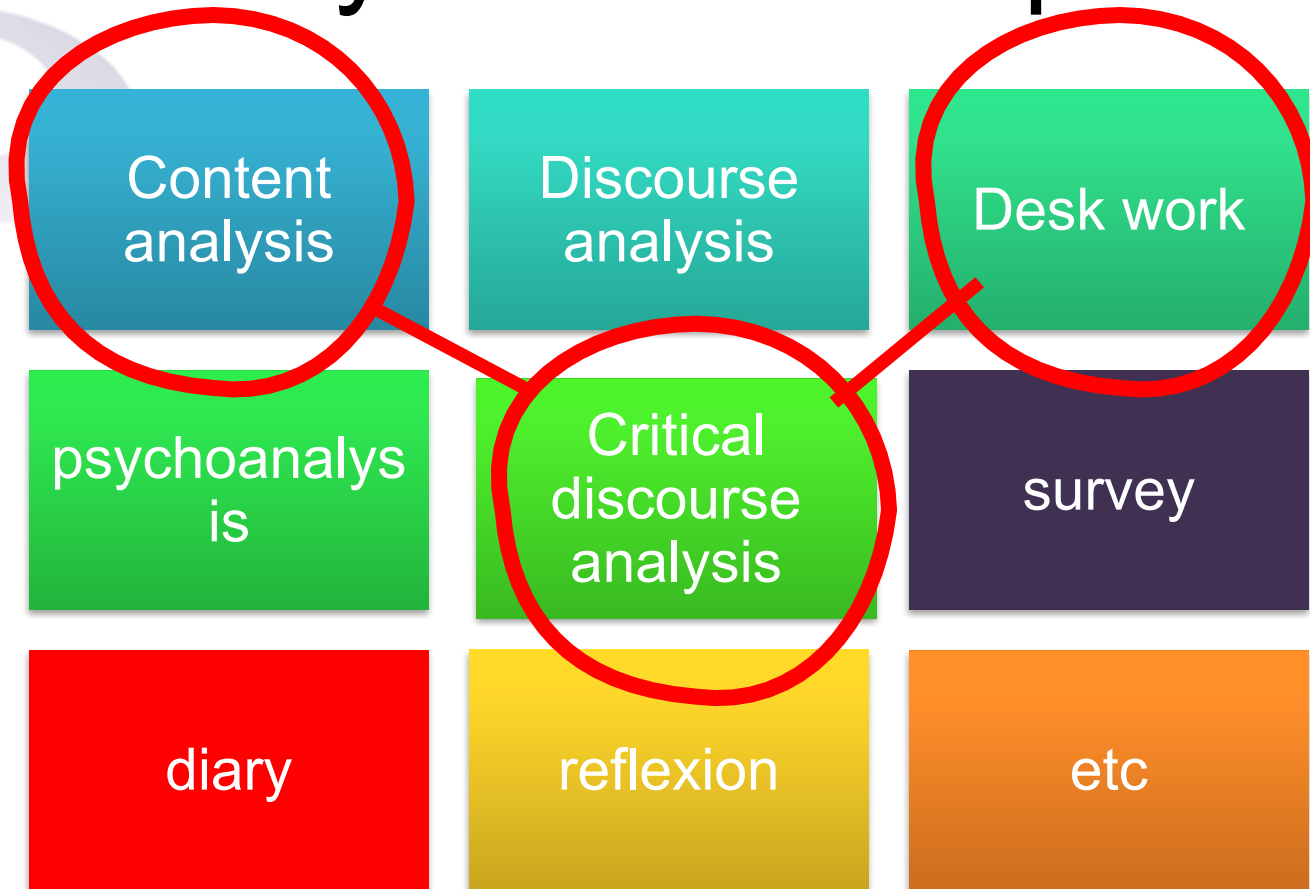 Content
analysis
Discourse
analysis
Desk work
psychoanalys
is
Critical
discourse
analysis
survey
diary
reflexion
etc